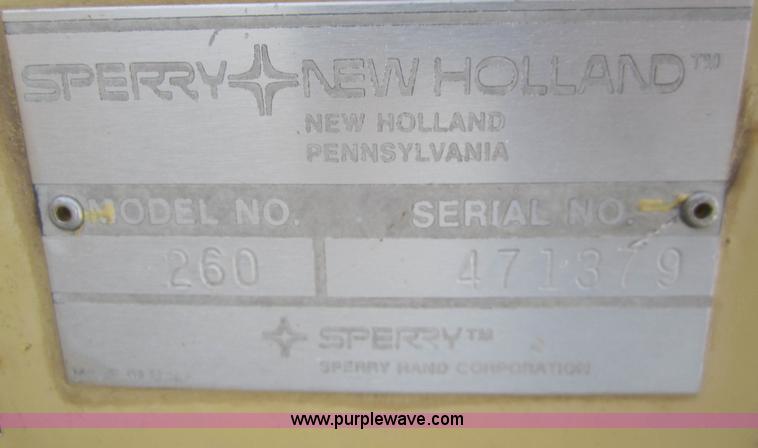 SPERRY NEW HOLLAND™
NEW HOLLAND
PENNSYLVANIA
MODEL NO. SERIAL NO.
260 471379
SPERRY™
SPERRY RAND CORPORATION
www.purplewave.com